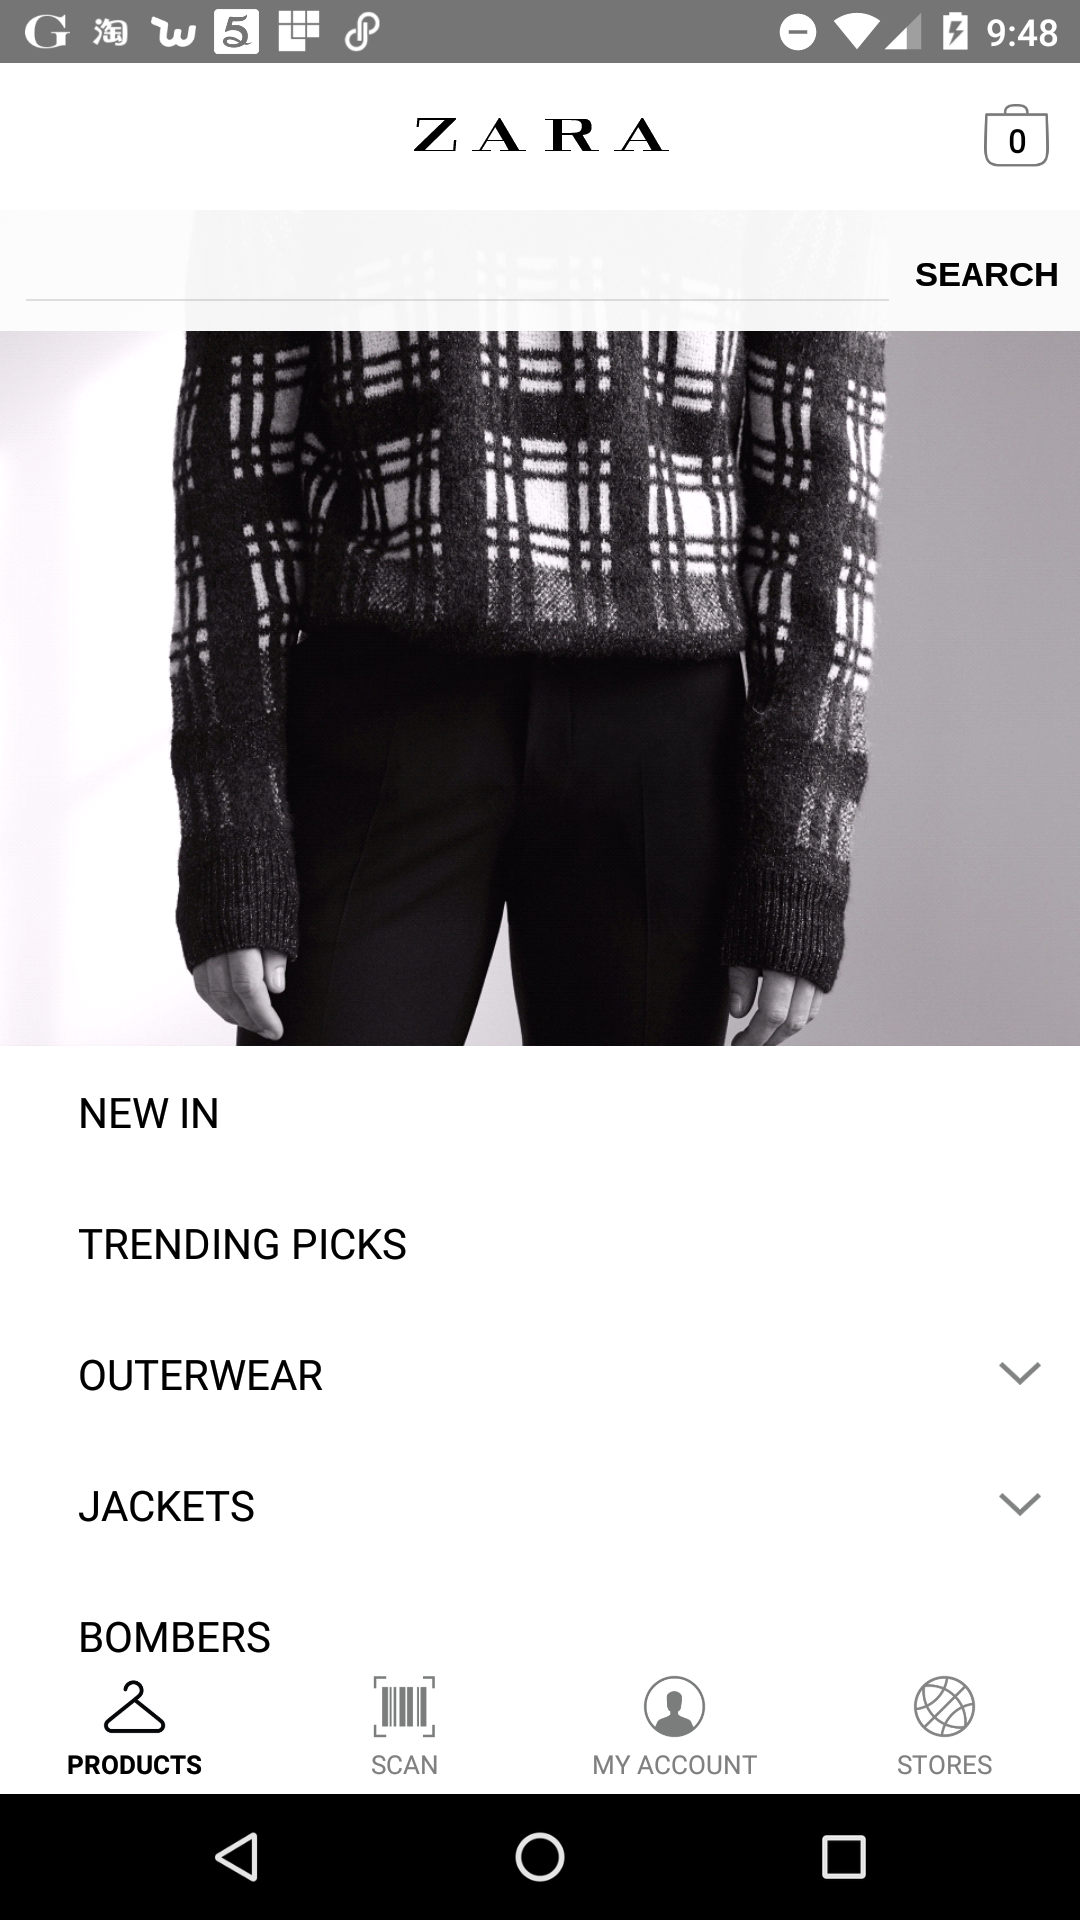 G 淘 w 5 9:48
ZARA
0
SEARCH
NEW IN
TRENDING PICKS
OUTERWEAR
JACKETS
BOMBERS
PRODUCTS SCAN MY ACCOUNT STORES